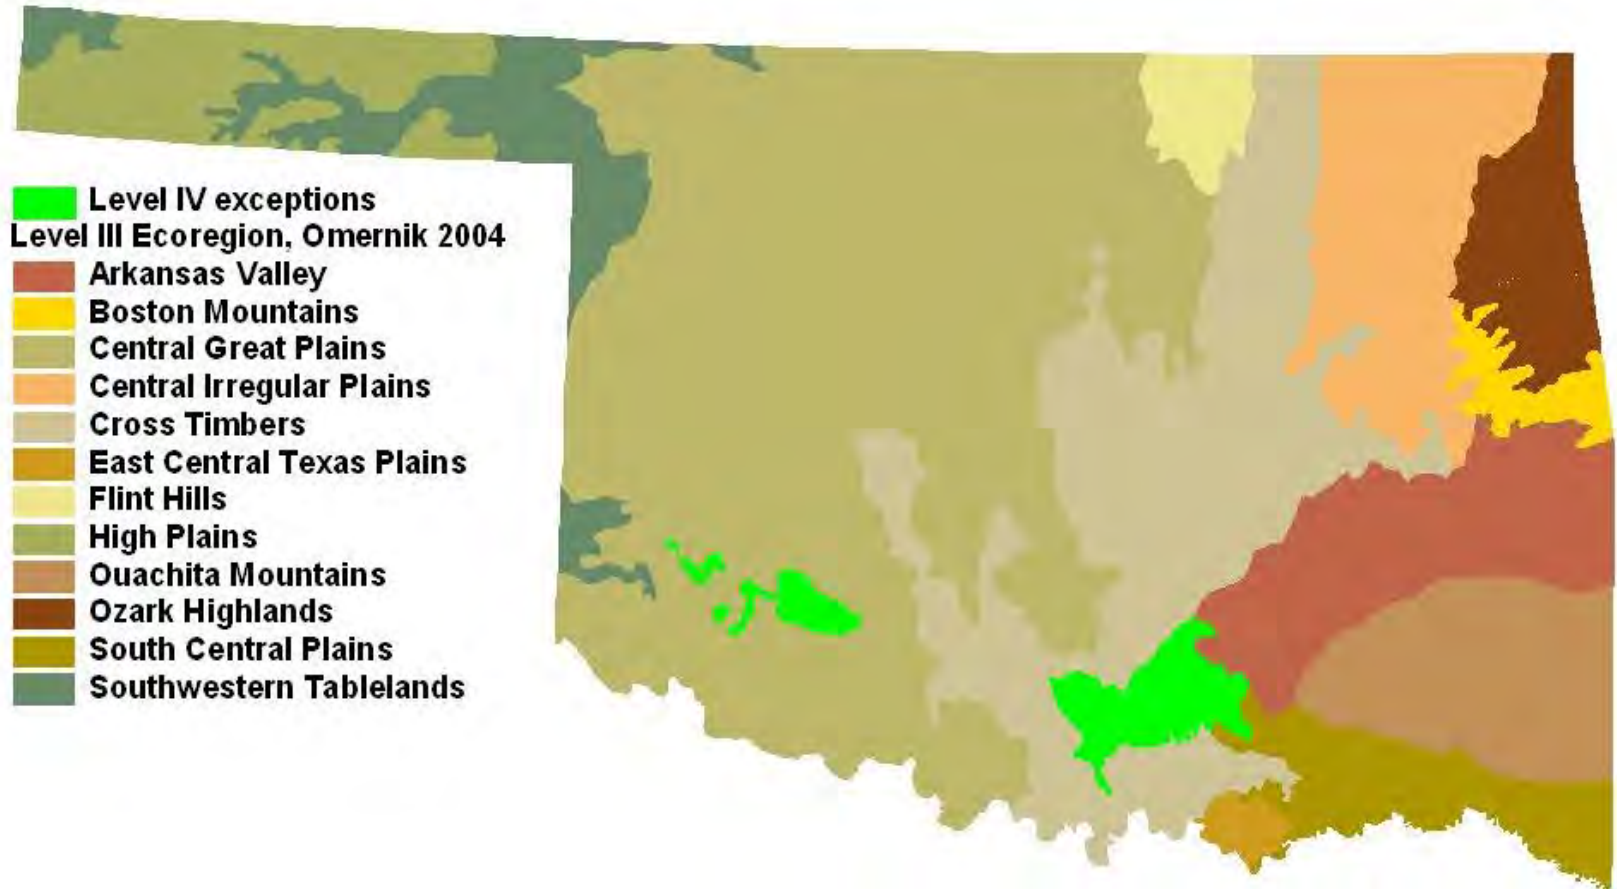 Level IV exceptions
Level III Ecoregion, Omernik 2004
Arkansas Valley
Boston Mountains
Central Great Plains
Central Irregular Plains
Cross Timbers
East Central Texas Plains
Flint Hills
High Plains
Ouachita Mountains
Ozark Highlands
South Central Plains
Southwestern Tablelands